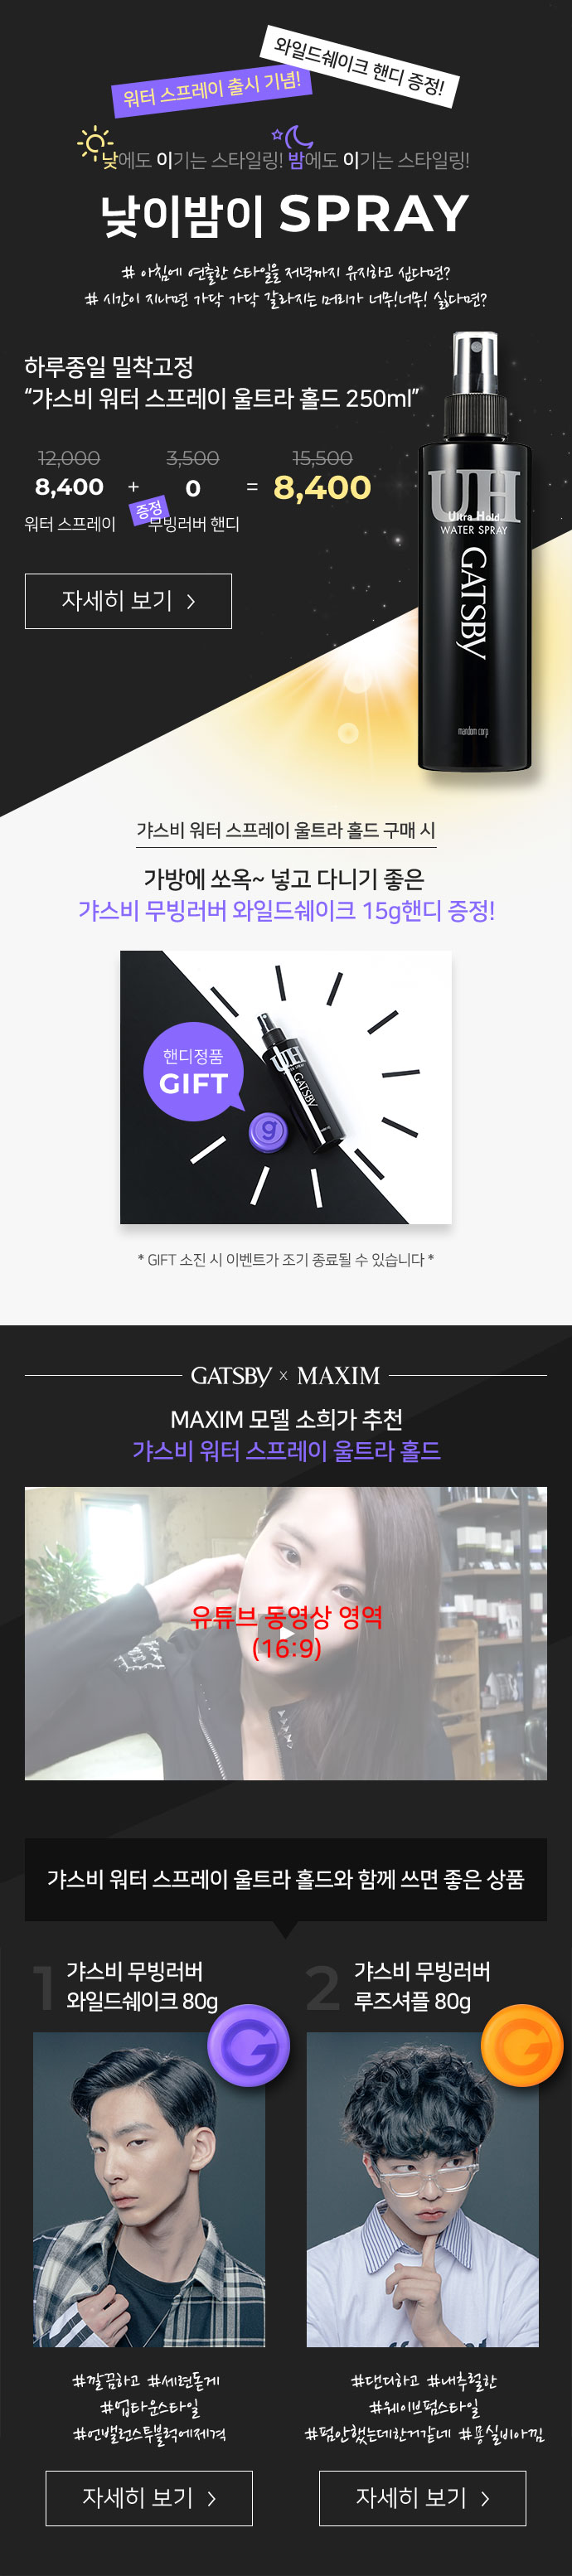 와일드쉐이크 핸디 증정!
워터 스프레이 출시 기념!
낮에도 이기는 스타일링! 밤에도 이기는 스타일링!
낮이밤이 SPRAY
# 아침에 연출한 스타일을 저녁까지 유지하고 싶다면?
# 시간이 지나면 가닥 가닥 갈라지는 머리가 너무!너무! 싫다면?
하루종일 밀착고정
“갸스비 워터 스프레이 울트라 홀드 250ml”
12,000 3,500 15,500
8,400 + 0 = 8,400
증정
워터 스프레이 무빙러버 핸디
자세히 보기 >
UH
Ultra Hold
WATER SPRAY
GATSBY
mandom corp
갸스비 워터 스프레이 울트라 홀드 구매 시
가방에 쏘옥~ 넣고 다니기 좋은
갸스비 무빙러버 와일드쉐이크 15g핸디 증정!
핸디정품
GIFT
UH
GATSBY
g
* GIFT 소진 시 이벤트가 조기 종료될 수 있습니다 *
GATSBY x MAXIM
MAXIM 모델 소희가 추천
갸스비 워터 스프레이 울트라 홀드
유튜브 동영상 영역
(16:9)
갸스비 워터 스프레이 울트라 홀드와 함께 쓰면 좋은 상품
1 갸스비 무빙러버
와일드쉐이크 80g
G
#깔끔하고 #세련돋게
#업타운스타일
#언밸런스투블럭에제격
자세히 보기 >
2 갸스비 무빙러버
루즈셔플 80g
G
#댄디하고 #내추럴한
#웨이브펌스타일
#펌안했는데한거같네 #용실비아낌
자세히 보기 >